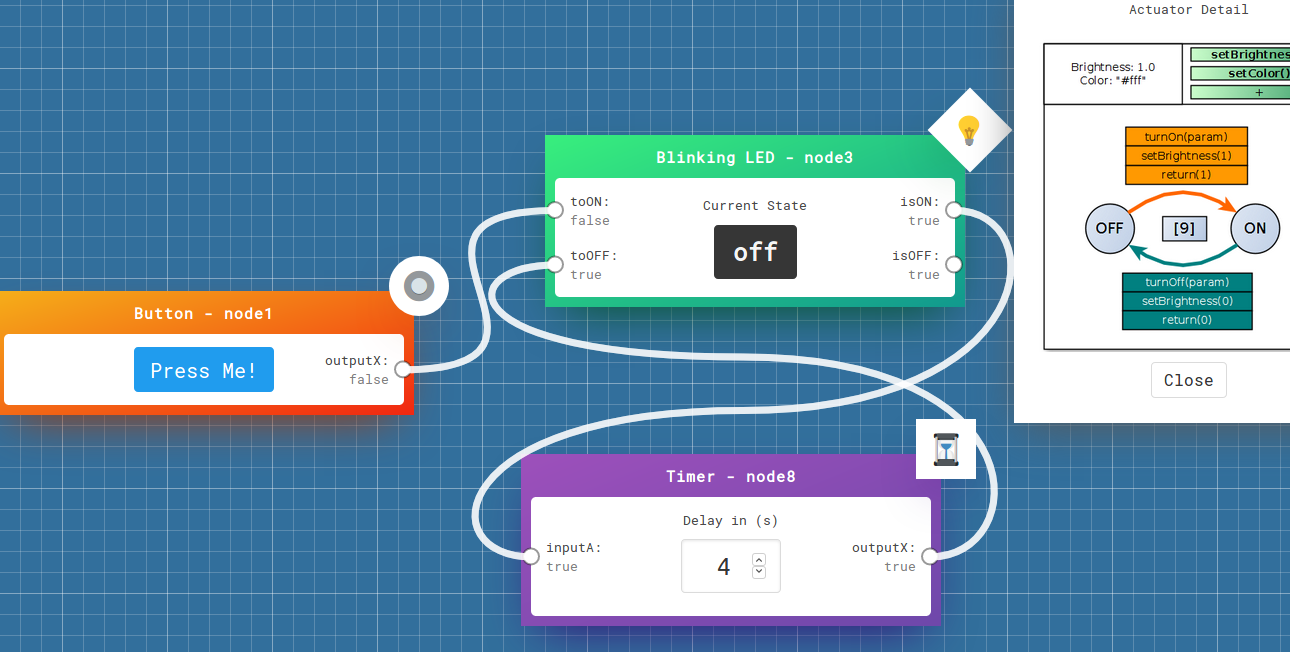 Actuator Detail
Brightness: 1.0
Color: "#fff"
setBrightnes
setColor()
+
turnOn(param)
setBrightness(1)
return(1)
OFF
[9]
ON
turnOff(param)
setBrightness(0)
return(0)
Close
Blinking LED - node3
toON:
false
toOFF:
true
Current State
off
isON:
true
isOFF:
true
Button - node1
Press Me!
outputX:
false
Timer - node8
Delay in (s)
inputA:
true
4
outputX:
true